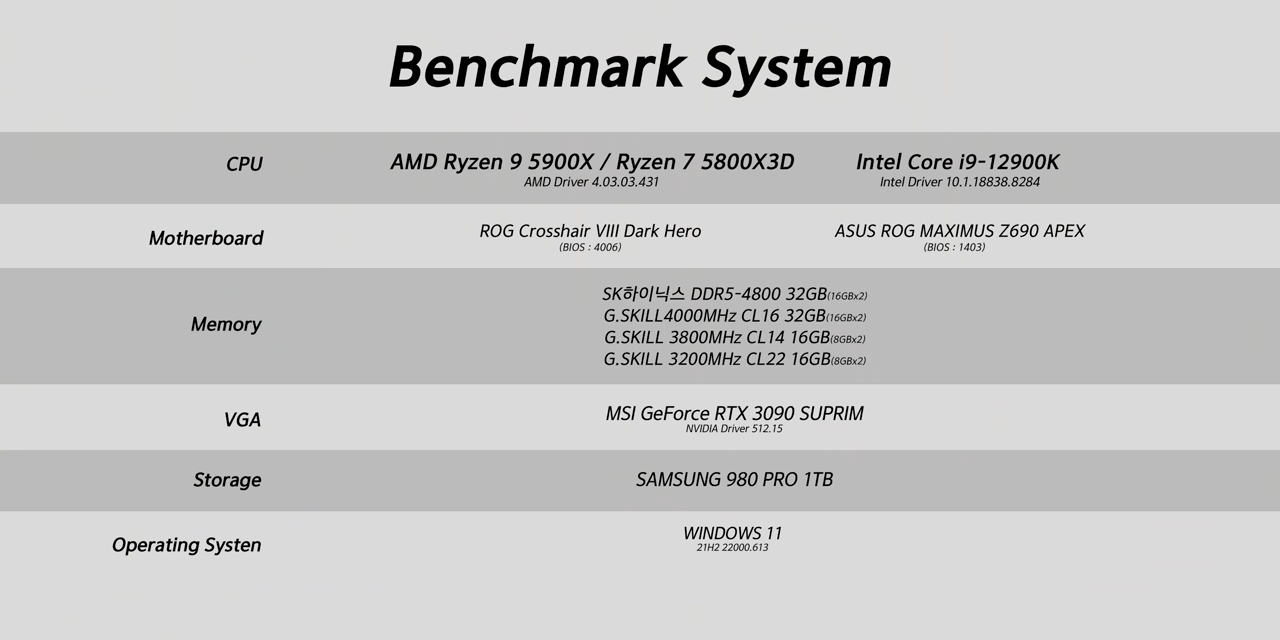 Benchmark System
CPU
AMD Ryzen 9 5900X / Ryzen 7 5800X3D
AMD Driver 4.03.03.431
Intel Core i9-12900K
Intel Driver 10.1.18838.8284
Motherboard
ROG Crosshair VIII Dark Hero
(BIOS : 4006)
ASUS ROG MAXIMUS Z690 APEX
(BIOS : 1403)
Memory
SK하이닉스 DDR5-4800 32GB(16GBx2)
G.SKILL4000MHz CL16 32GB(16GBx2)
G.SKILL 3800MHz CL14 16GB(8GBx2)
G.SKILL 3200MHz CL22 16GB(8GBx2)
VGA
MSI GeForce RTX 3090 SUPRIM
NVIDIA Driver 512.15
Storage
SAMSUNG 980 PRO 1TB
Operating Systen
WINDOWS 11
21H2 22000.613